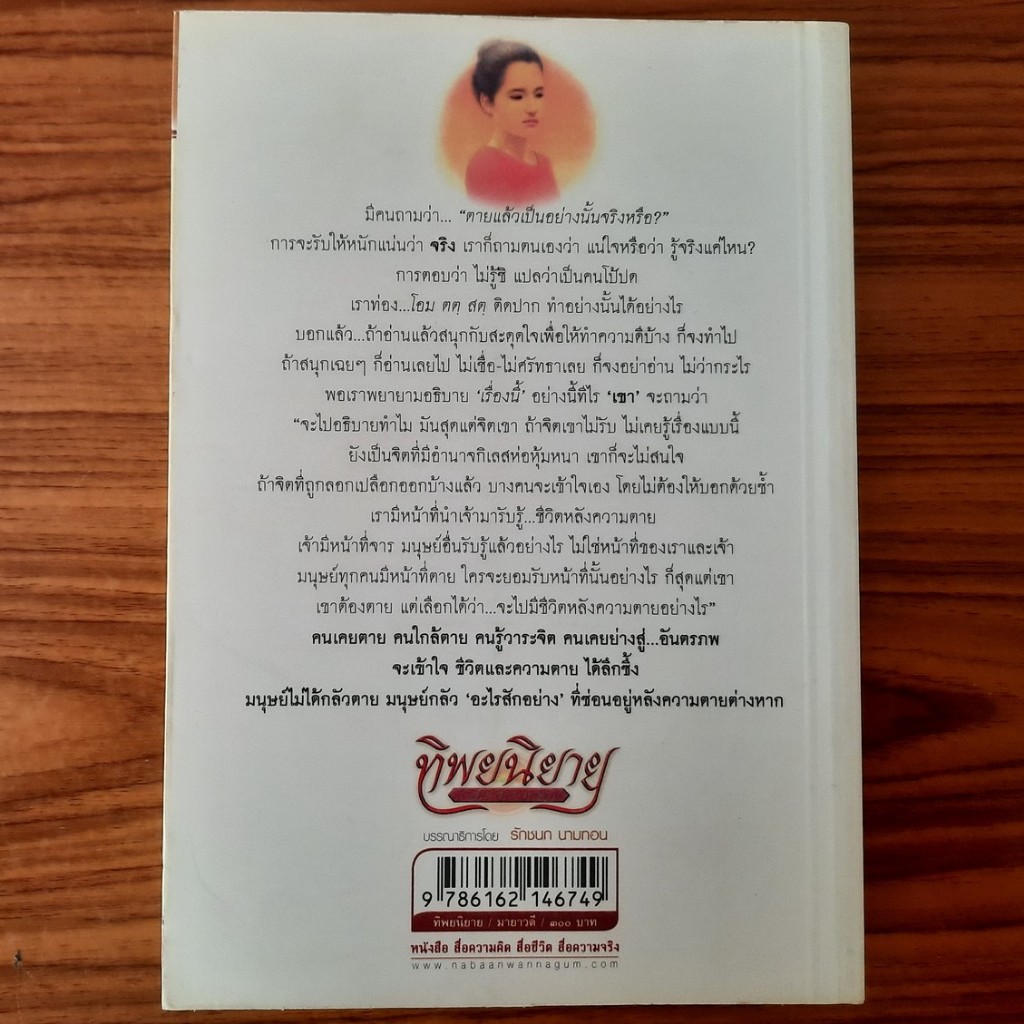 มีคนถามว่า... “ตายแล้วเป็นอย่างนั้นจริงหรือ?”
การจะรับให้หนักแน่นว่า จริง เราก็ถามตนเองว่า แน่ใจหรือว่า รู้จริงแค่ไหน?
การตอบว่า ไม่รู้ซิ แปลว่าเป็นคนโป้ปด
เราท่อง...โอม ตตฺ สตฺ ติดปาก ทำอย่างนั้นได้อย่างไร
บอกแล้ว...ถ้าอ่านแล้วสนุกกับสะดุดใจเพื่อให้ทำความดีบ้าง ก็จงทำไป
ถ้าสนุกเฉยๆ ก็อ่านเลยไป ไม่เชื่อ-ไม่ศรัทธาเลย ก็จงอย่าอ่าน ไม่ว่ากระไร
พอเราพยายามอธิบาย ‘เรื่องนี้’ อย่างนี้ทีไร ‘เขา’ จะถามว่า
“จะไปอธิบายทำไม มันสุดแต่จิตเขา ถ้าจิตเขาไม่รับ ไม่เคยรู้เรื่องแบบนี้
ยังเป็นจิตที่มีอำนาจกิเลสห่อหุ้มหนา เขาก็จะไม่สนใจ
ถ้าจิตที่ถูกลอกเปลือกออกบ้างแล้ว บางคนจะเข้าใจเอง โดยไม่ต้องให้บอกด้วยซ้ำ
เรามีหน้าที่นำเจ้ามารับรู้...ชีวิตหลังความตาย
เจ้ามีหน้าที่จาร มนุษย์อื่นรับรู้แล้วอย่างไร ไม่ใช่หน้าที่ของเราและเจ้า
มนุษย์ทุกคนมีหน้าที่ตาย ใครจะยอมรับหน้าที่นั้นอย่างไร ก็สุดแต่เขา
เขาต้องตาย แต่เลือกได้ว่า...จะไปมีชีวิตหลังความตายอย่างไร”
คนเคยตาย คนใกล้ตาย คนรู้วาระจิต คนเคยย่างสู่...อันตรภพ
จะเข้าใจ ชีวิตและความตาย ได้ลึกซึ้ง
มนุษย์ไม่ได้กลัวตาย มนุษย์กลัว ‘อะไรสักอย่าง’ ที่ซ่อนอยู่หลังความตายต่างหาก
ทิพยนิยาย
บรรณาธิการโดย รักชนก นามทอน
9 786162 146749
ทิพยนิยาย / มายาวดี / ๓๐๐ บาท
หนังสือ สื่อความคิด สื่อชีวิต สื่อความจริง
www.nabaanwannagum.com